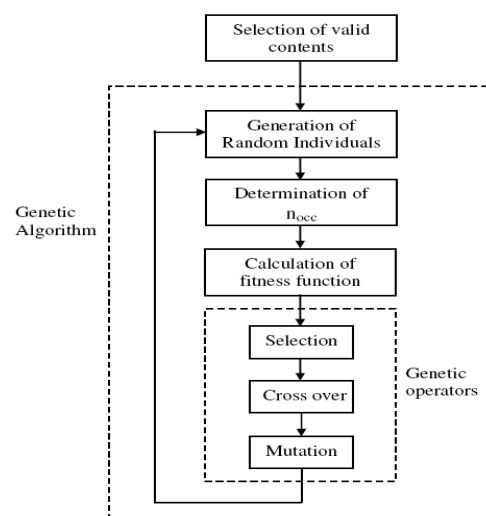 Selection of valid
contents
Generation of
Random Individuals
Determination of
nocc
Genetic
Algorithm
Calculation of
fitness function
Selection
Genetic
operators
Cross over
Mutation